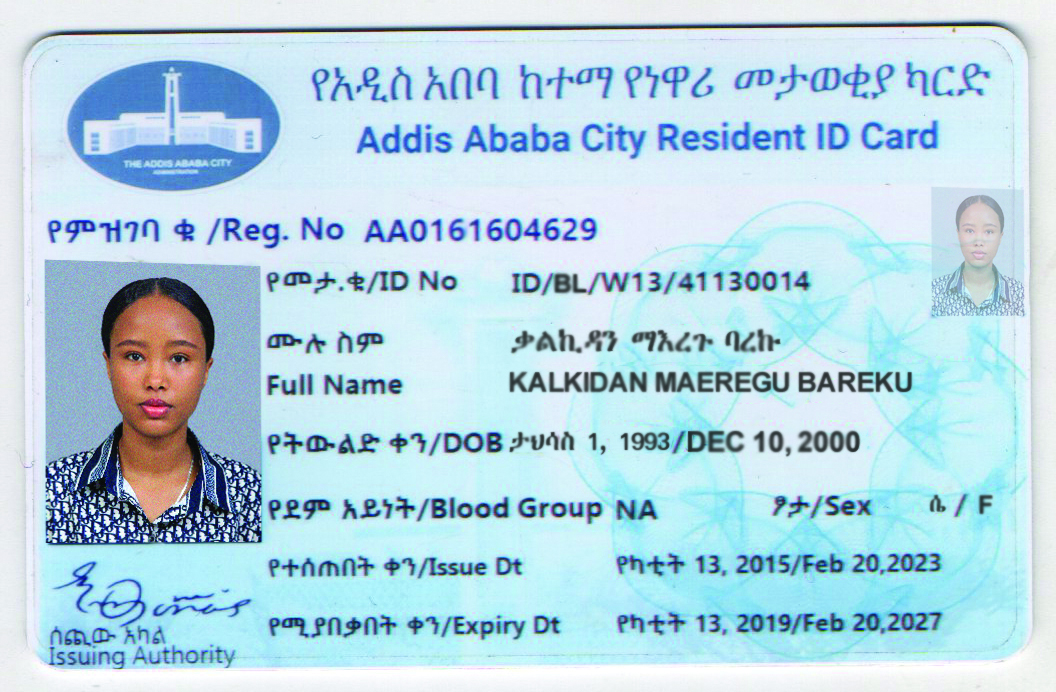 THE ADDIS ABABA CITY
ADMINISTRATION
የአዲስ አበባ ከተማ የነዋሪ መታወቂያ ካርድ
Addis Ababa City Resident ID Card
የምዝገባ ቁ /Reg. No AA0161604629
የመታ.ቁ/ID No ID/BL/W13/41130014
ሙሉ ስም ቃልኪዳን ማእረጉ ባረኩ
Full Name KALKIDAN MAEREGU BAREKU
የትውልድ ቀን/DOB ታህሳስ 1, 1993/DEC 10, 2000
የደም አይነት/Blood Group NA ፆታ/Sex ሴ / F
የተሰጠበት ቀን/Issue Dt የካቲት 13, 2015/Feb 20,2023
የሚያበቃበት ቀን/Expiry Dt የካቲት 13, 2019/Feb 20,2027
ሰጪው አካል
Issuing Authority